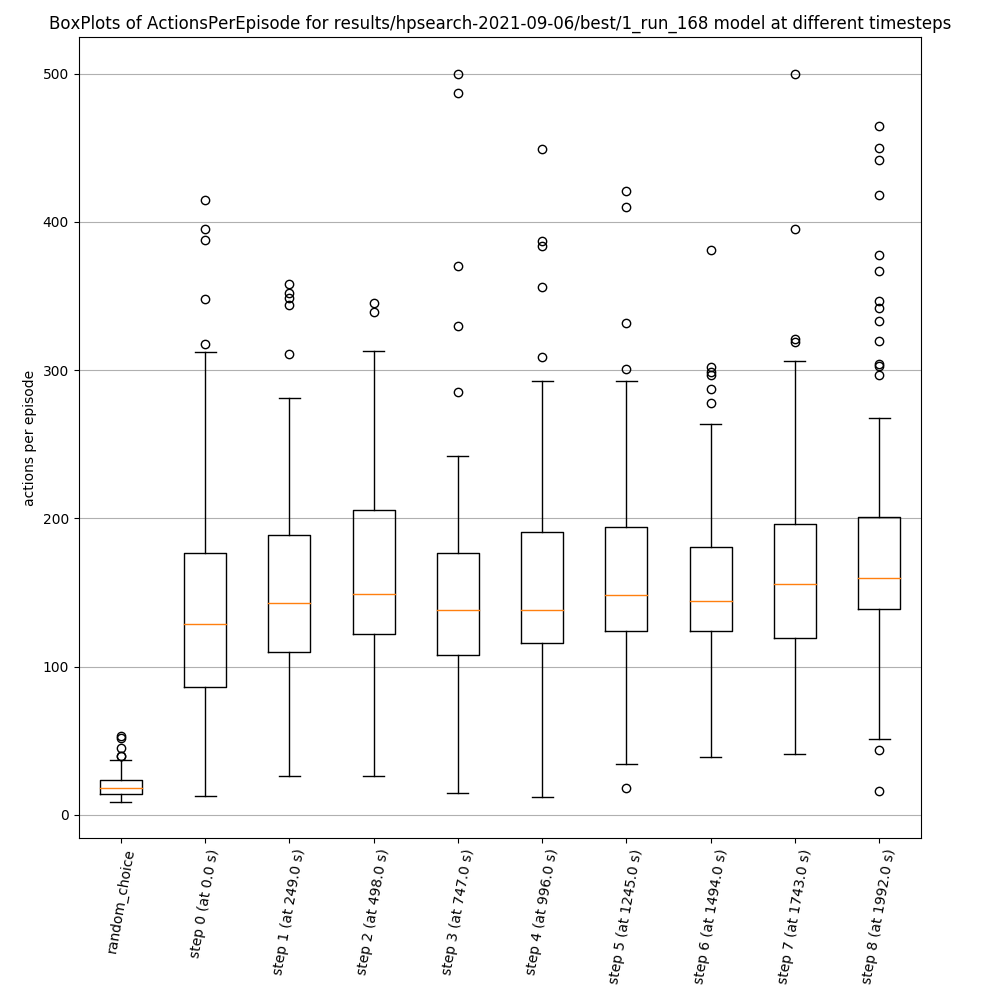 BoxPlots of ActionsPerEpisode for results/hpsearch-2021-09-06/best/1_run_168 model at different timesteps
500
400
300
200
100
0
actions per episode
random_choice
step 0 (at 0.0 s)
step 1 (at 249.0 s)
step 2 (at 498.0 s)
step 3 (at 747.0 s)
step 4 (at 996.0 s)
step 5 (at 1245.0 s)
step 6 (at 1494.0 s)
step 7 (at 1743.0 s)
step 8 (at 1992.0 s)